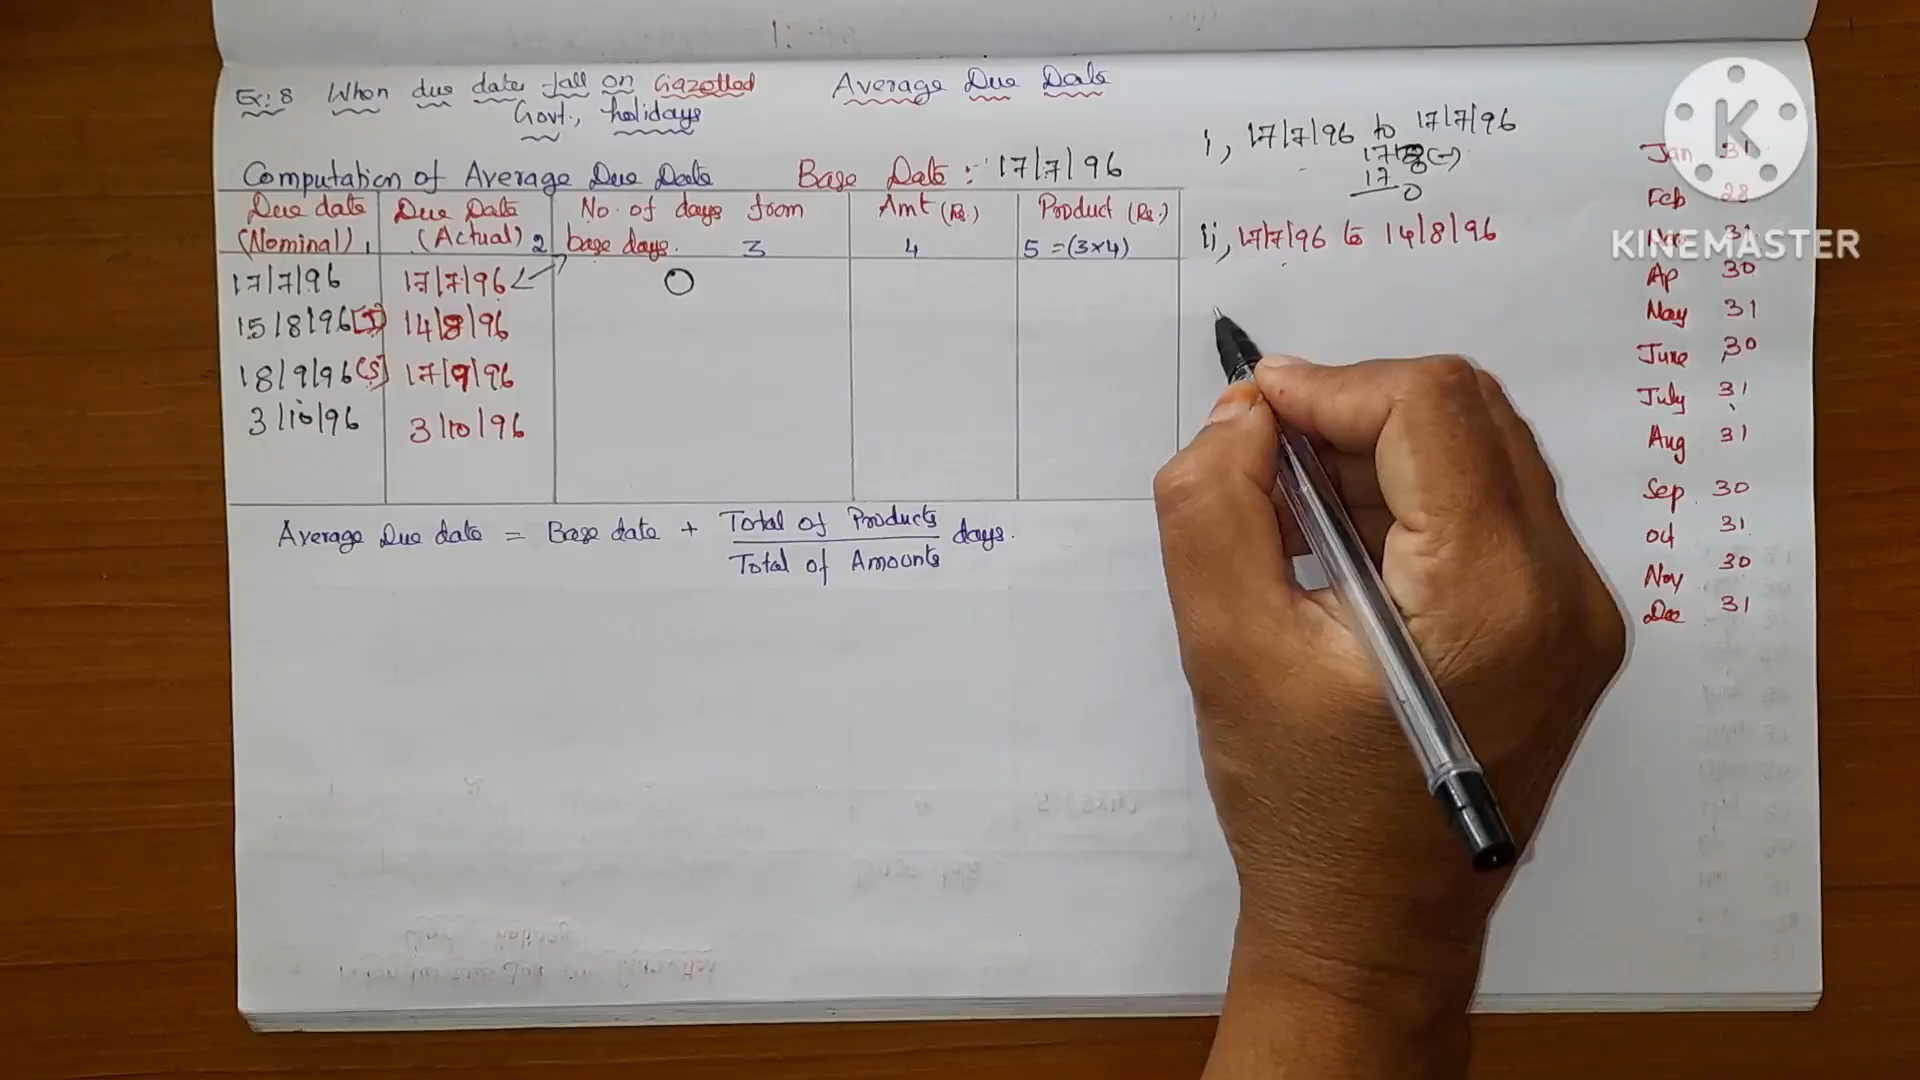 Ex: 8 When due date fall on Gazetted
Govt., holidays
Average Due Date
Computation of Average Due Date Base Date : 17/7/96
Due date (Nominal) 1 | Due Date (Actual) 2 | No. of days from base days. 3 | Amt (Rs.) 4 | Product (Rs.) 5 = (3x4)
17/7/96 17/7/96 0
15/8/96 14/8/96
18/9/96 (S) 17/9/96
3/10/96 3/10/96
Average Due date = Base date + Total of Products / Total of Amounts days.
i, 17/7/96 to 17/7/96
17 (-)
17
0
ii, 17/7/96 to 14/8/96
Jan 31
Feb 28
31
Ap 30
May 31
June 30
July 31
Aug 31
Sep 30
Oct 31
Nov 30
Dec 31
K
KINEMASTER